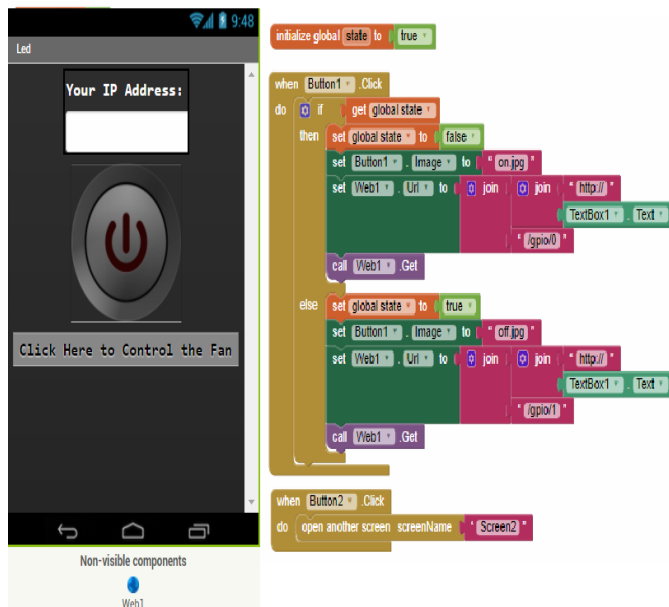 9:48
Led
Your IP Address:
Click Here to Control the Fan
Non-visible components
Web1
initialize global state to true
when Button1 .Click
do if get global state
then set global state to false
set Button1 . Image to " on.jpg "
set Web1 . Url to join join " http:// "
TextBox1 . Text
" /gpio/0 "
call Web1 .Get
else set global state to true
set Button1 . Image to " off.jpg "
set Web1 . Url to join join " http:// "
TextBox1 . Text
" /gpio/1 "
call Web1 .Get
when Button2 .Click
do open another screen screenName " Screen2 "